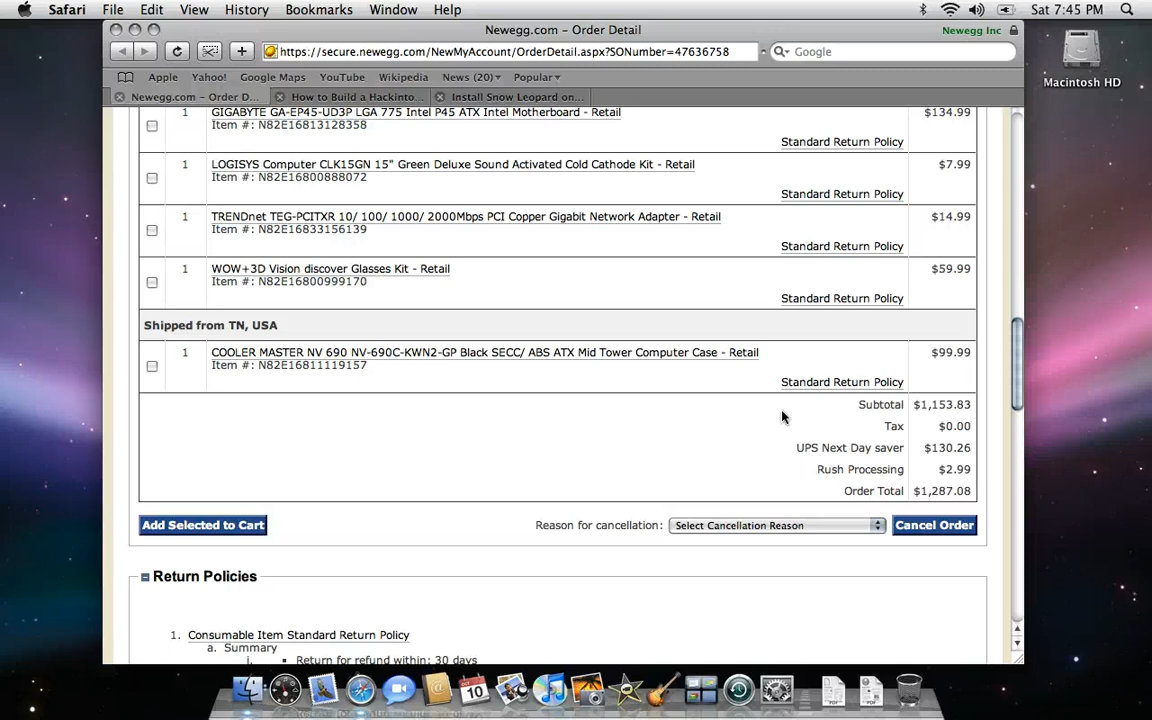 Safari File Edit View History Bookmarks Window Help Sat 7:45 PM
Newegg.com – Order Detail
Newegg Inc
https://secure.newegg.com/NewMyAccount/OrderDetail.aspx?SONumber=47636758
Google
Macintosh HD
Apple Yahoo! Google Maps YouTube Wikipedia News (20) Popular
Newegg.com – Order D... How to Build a Hackinto... Install Snow Leopard on...
1 GIGABYTE GA-EP45-UD3P LGA 775 Intel P45 ATX Intel Motherboard - Retail $134.99
Item #: N82E16813128358
Standard Return Policy
1 LOGISYS Computer CLK15GN 15" Green Deluxe Sound Activated Cold Cathode Kit - Retail $7.99
Item #: N82E16800888072
Standard Return Policy
1 TRENDnet TEG-PCITXR 10/ 100/ 1000/ 2000Mbps PCI Copper Gigabit Network Adapter - Retail $14.99
Item #: N82E16833156139
Standard Return Policy
1 WOW+3D Vision discover Glasses Kit - Retail $59.99
Item #: N82E16800999170
Standard Return Policy
Shipped from TN, USA
1 COOLER MASTER NV 690 NV-690C-KWN2-GP Black SECC/ ABS ATX Mid Tower Computer Case - Retail $99.99
Item #: N82E16811119157
Standard Return Policy
Subtotal $1,153.83
Tax $0.00
UPS Next Day saver $130.26
Rush Processing $2.99
Order Total $1,287.08
Add Selected to Cart Reason for cancellation: Select Cancellation Reason Cancel Order
Return Policies
1. Consumable Item Standard Return Policy
a. Summary
i. Return for refund within: 30 days
10